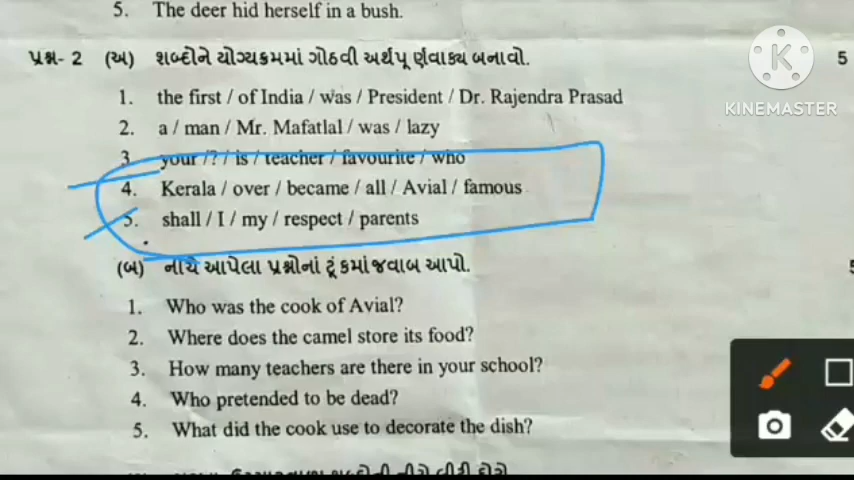 5. The deer hid herself in a bush.
પ્રશ્ન- 2 (અ) શબ્દોને યોગ્યક્રમમાં ગોઠવી અર્થપૂર્ણવાક્ય બનાવો. 5
1. the first / of India / was / President / Dr. Rajendra Prasad
2. a / man / Mr. Mafatlal / was / lazy
3. your /? / is / teacher / favourite / who
4. Kerala / over / became / all / Avial / famous
5. shall / I / my / respect / parents
(બ) નીચે આપેલા પ્રશ્નોનાં ટૂંકમાં જવાબ આપો. 5
1. Who was the cook of Avial?
2. Where does the camel store its food?
3. How many teachers are there in your school?
4. Who pretended to be dead?
5. What did the cook use to decorate the dish?
KINEMASTER